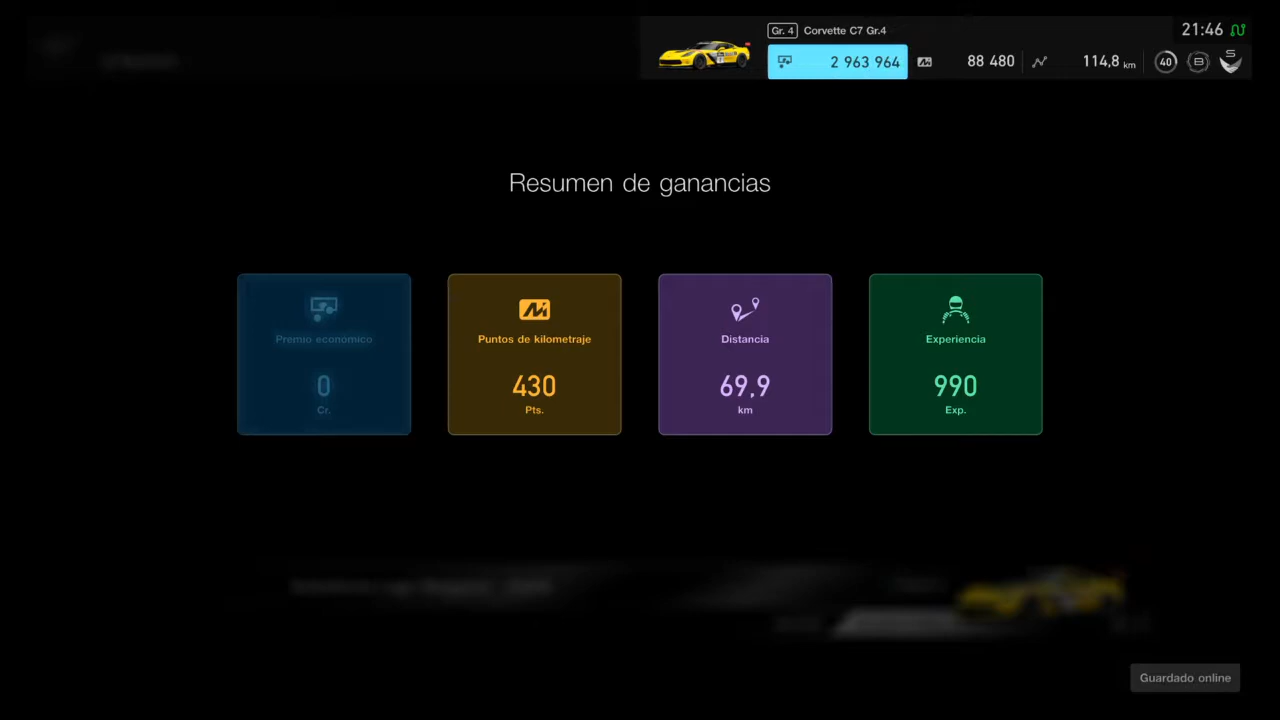 Gr. 4 Corvette C7 Gr.4
21:46
2 963 964 88 480 114,8 km 40 B S
Resumen de ganancias
Premio económico
0
Cr.
Puntos de kilometraje
430
Pts.
Distancia
69,9
km
Experiencia
990
Exp.
Guardado online